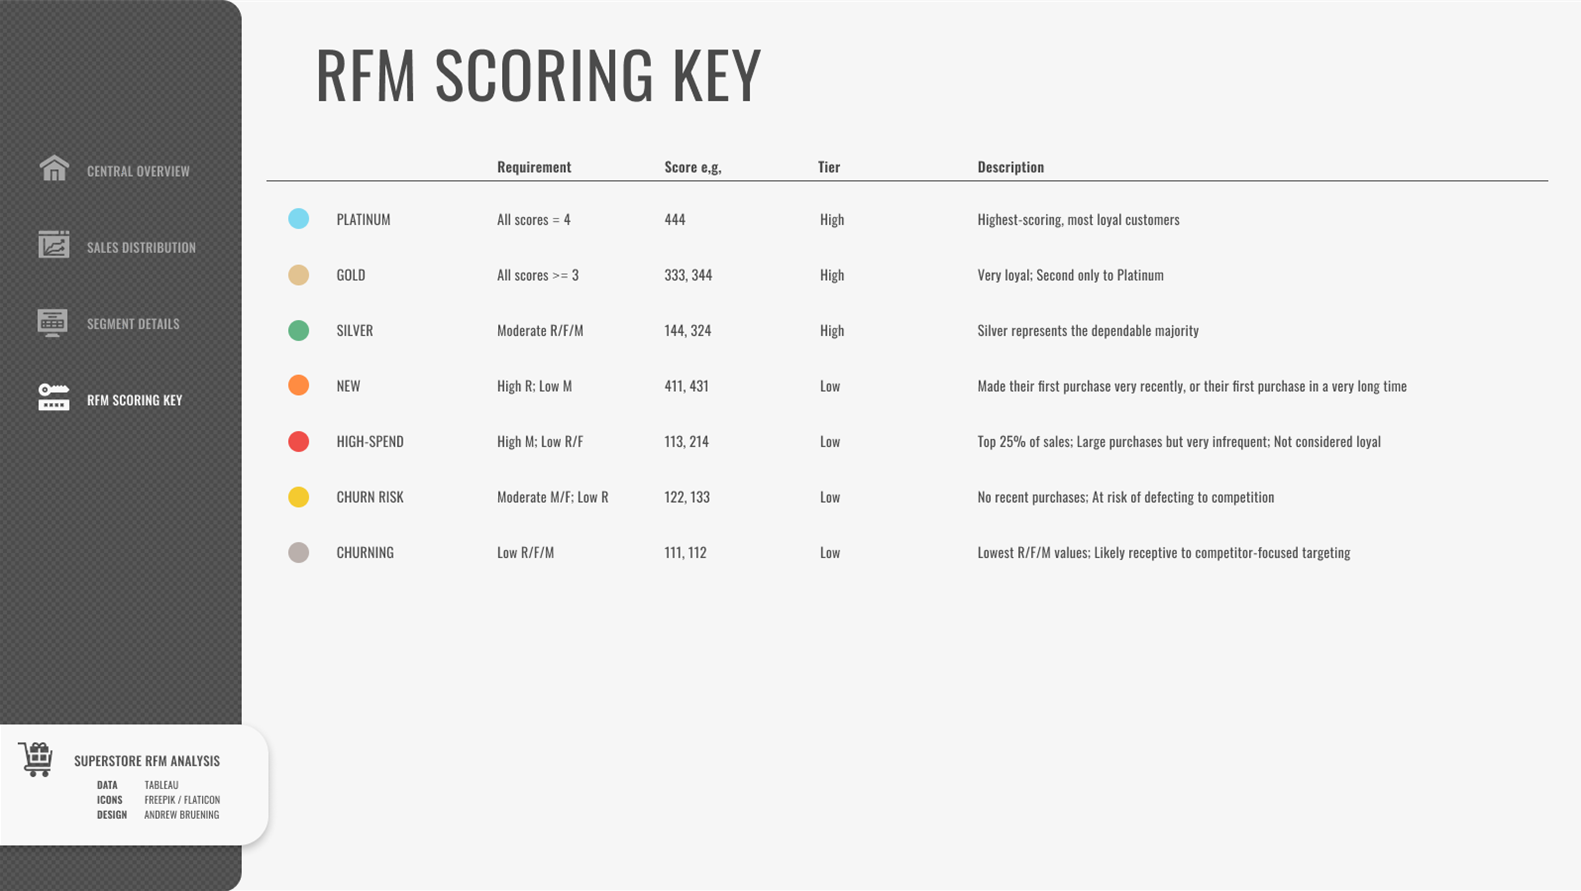 RFM SCORING KEY
CENTRAL OVERVIEW
SALES DISTRIBUTION
SEGMENT DETAILS
RFM SCORING KEY
Requirement Score e,g, Tier Description
PLATINUM All scores = 4 444 High Highest-scoring, most loyal customers
GOLD All scores >= 3 333, 344 High Very loyal; Second only to Platinum
SILVER Moderate R/F/M 144, 324 High Silver represents the dependable majority
NEW High R; Low M 411, 431 Low Made their first purchase very recently, or their first purchase in a very long time
HIGH-SPEND High M; Low R/F 113, 214 Low Top 25% of sales; Large purchases but very infrequent; Not considered loyal
CHURN RISK Moderate M/F; Low R 122, 133 Low No recent purchases; At risk of defecting to competition
CHURNING Low R/F/M 111, 112 Low Lowest R/F/M values; Likely receptive to competitor-focused targeting
SUPERSTORE RFM ANALYSIS
DATA TABLEAU
ICONS FREEPIK / FLATICON
DESIGN ANDREW BRUENING